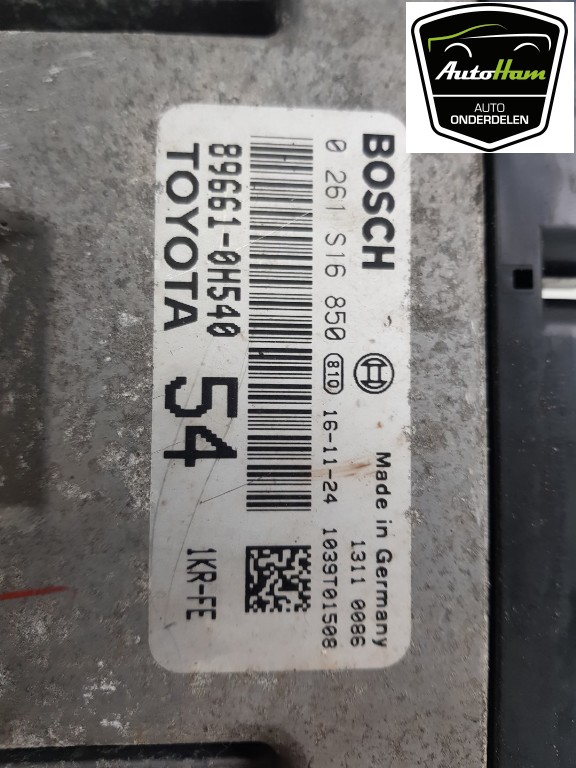 AutoHam
AUTO
ONDERDELEN
BOSCH
Made in Germany
0 261 S16 850 810 16-11-24
1311 0086
1039T01508
89661-0H540
TOYOTA
54
1KR-FE